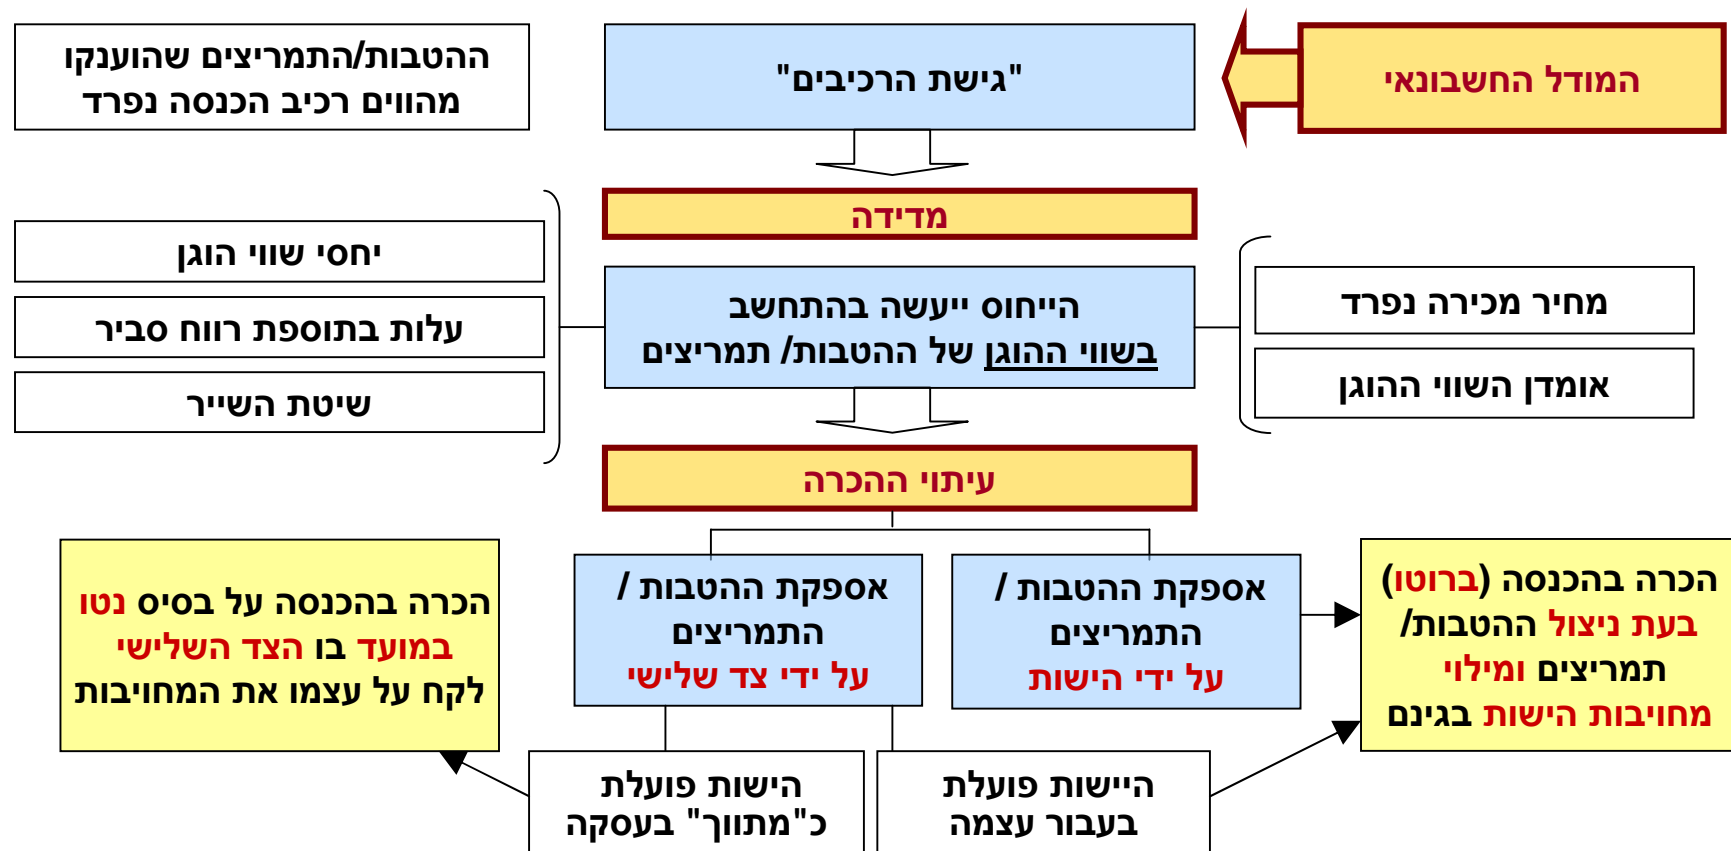 המודל החשבונאי
"גישת הרכיבים"
ההטבות/התמריצים שהוענקו
מהווים רכיב הכנסה נפרד
מדידה
מחיר מכירה נפרד
אומדן השווי ההוגן
הייחוס ייעשה בהתחשב
בשווי ההוגן של ההטבות/ תמריצים
יחסי שווי הוגן
עלות בתוספת רווח סביר
שיטת השייר
עיתוי ההכרה
הכרה בהכנסה (ברוטו)
בעת ניצול ההטבות/
תמריצים ומילוי
מחויבות הישות בגינם
אספקת ההטבות /
התמריצים
על ידי הישות
אספקת ההטבות /
התמריצים
על ידי צד שלישי
הכרה בהכנסה על בסיס נטו
במועד בו הצד השלישי
לקח על עצמו את המחויבות
היישות פועלת
בעבור עצמה
הישות פועלת
כ"מתווך" בעסקה